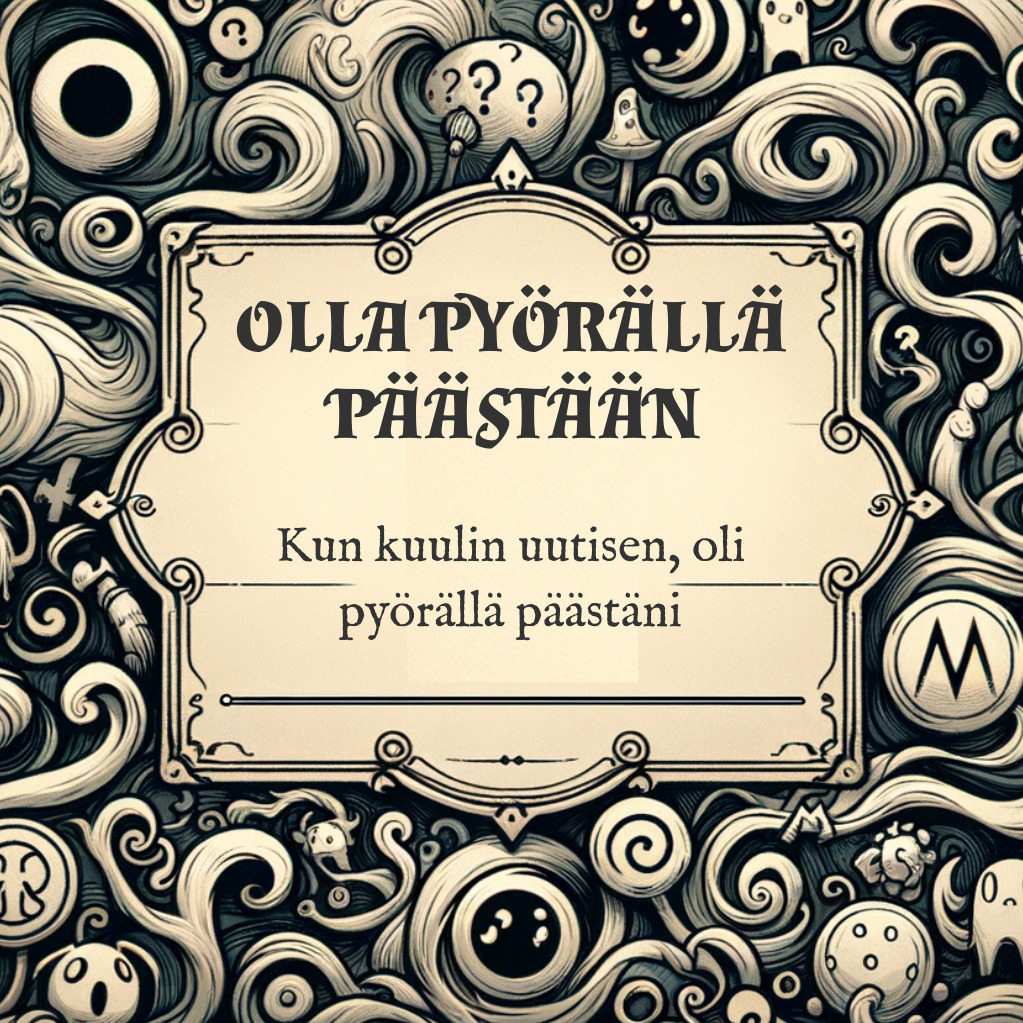 OLLA PYÖRÄLLÄ
PÄÄSTÄÄN
Kun kuulin uutisen, oli
pyörällä päästäni
M
M